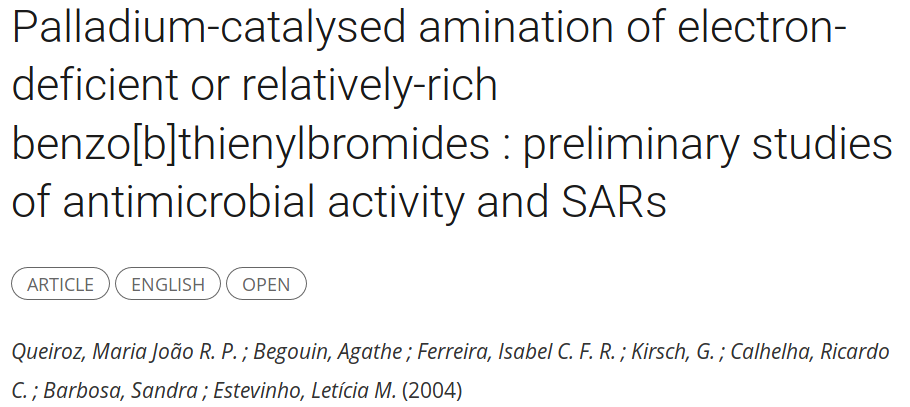 Palladium-catalysed amination of electron-
deficient or relatively-rich
benzo[b]thienylbromides : preliminary studies
of antimicrobial activity and SARs
ARTICLE ENGLISH OPEN
Queiroz, Maria João R. P. ; Begouin, Agathe ; Ferreira, Isabel C. F. R. ; Kirsch, G. ; Calhelha, Ricardo
C. ; Barbosa, Sandra ; Estevinho, Letícia M. (2004)